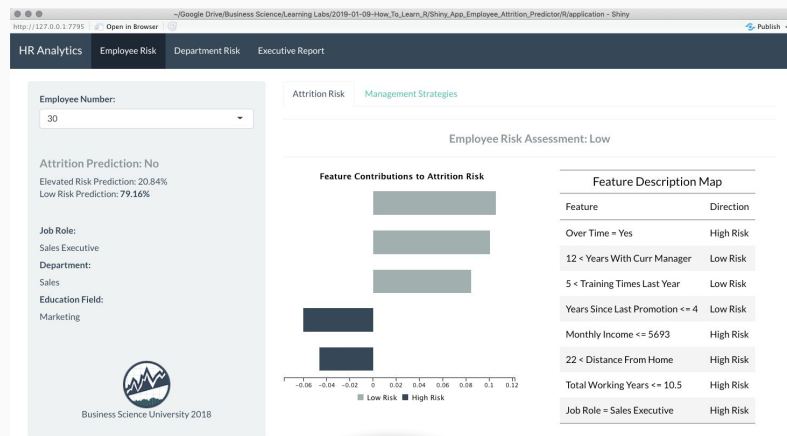 ~/Google Drive/Business Science/Learning Labs/2019-01-09-How_To_Learn_R/Shiny_App_Employee_Attrition_Predictor/R/application - Shiny
http://127.0.0.1:7795 Open in Browser Publish
HR Analytics Employee Risk Department Risk Executive Report
Employee Number:
30
Attrition Prediction: No
Elevated Risk Prediction: 20.84%
Low Risk Prediction: 79.16%
Job Role:
Sales Executive
Department:
Sales
Education Field:
Marketing
Business Science University 2018
Attrition Risk Management Strategies
Employee Risk Assessment: Low
Feature Contributions to Attrition Risk
-0.06 -0.04 -0.02 0 0.02 0.04 0.06 0.08 0.1 0.12
Low Risk High Risk
Feature Description Map
Feature Direction
Over Time = Yes High Risk
12 < Years With Curr Manager Low Risk
5 < Training Times Last Year Low Risk
Years Since Last Promotion <= 4 Low Risk
Monthly Income <= 5693 High Risk
22 < Distance From Home High Risk
Total Working Years <= 10.5 High Risk
Job Role = Sales Executive High Risk